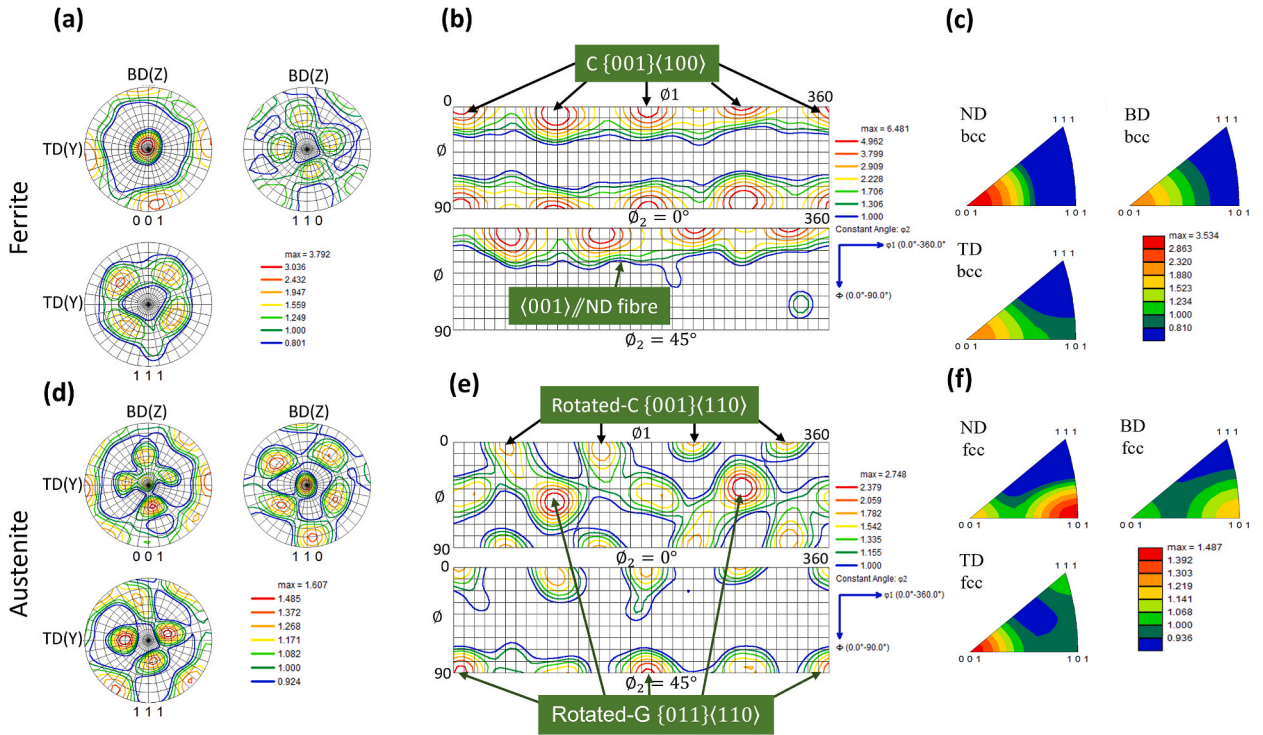 (a)
(b)
(c)
Ferrite
BD(Z)
BD(Z)
TD(Y)
0 0 1
1 1 0
TD(Y)
1 1 1
max = 3.792
3.036
2.432
1.947
1.559
1.249
1.000
0.801
C {001}⟨100⟩
0
Ø1
360
Ø
90
Ø₂ = 0°
360
Ø
⟨001⟩//ND fibre
90
Ø₂ = 45°
max = 6.481
4.962
3.799
2.909
2.228
1.706
1.306
1.000
Constant Angle: φ2
φ1 (0.0°-360.0°
Φ (0.0°-90.0°)
ND
bcc
1 1 1
0 0 1
1 0 1
BD
bcc
1 1 1
0 0 1
1 0 1
TD
bcc
1 1 1
0 0 1
1 0 1
max = 3.534
2.863
2.320
1.880
1.523
1.234
1.000
0.810
(d)
(e)
(f)
Austenite
BD(Z)
BD(Z)
TD(Y)
0 0 1
1 1 0
TD(Y)
1 1 1
max = 1.607
1.485
1.372
1.268
1.171
1.082
1.000
0.924
Rotated-C {001}⟨110⟩
0
Ø1
360
Ø
90
Ø₂ = 0°
0
360
Ø
90
Ø₂ = 45°
Rotated-G {011}⟨110⟩
max = 2.748
2.379
2.059
1.782
1.542
1.335
1.155
1.000
Constant Angle: φ2
φ1 (0.0°-360.0°)
Φ (0.0°-90.0°)
ND
fcc
1 1 1
0 0 1
1 0 1
BD
fcc
1 1 1
0 0 1
1 0 1
TD
fcc
1 1 1
0 0 1
1 0 1
max = 1.487
1.392
1.303
1.219
1.141
1.068
1.000
0.936